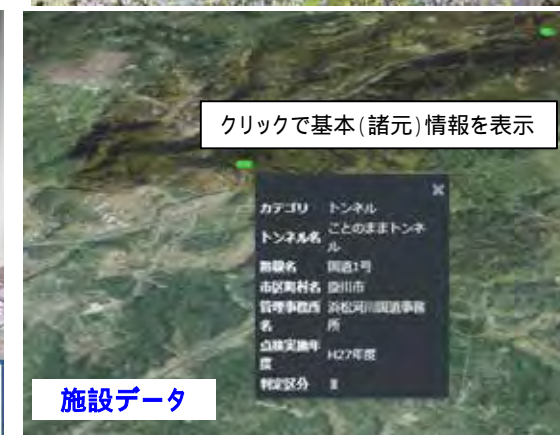 クリックで基本(諸元)情報を表示
カテゴリ トンネル
トンネル名 ことのままトンネ
ル
路線名 国道1号
市区町村名 掛川市
管理事務所 浜松河川国道事務
名 所
点検実施年
度 H27年度
判定区分 Ⅱ
施設データ